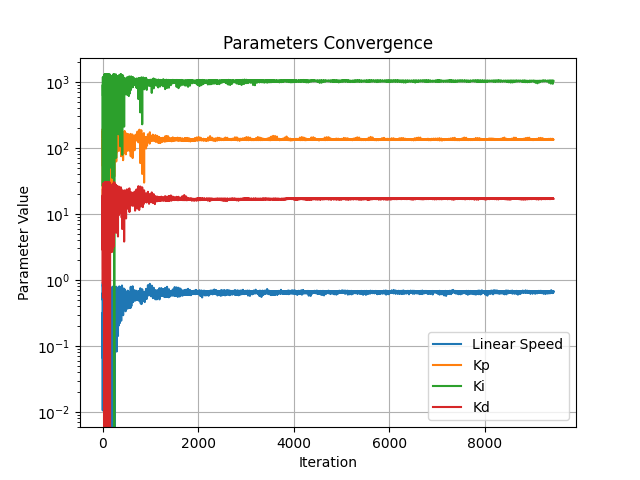 Parameters Convergence
Parameter Value
10³
10²
10¹
10⁰
10⁻¹
10⁻²
Linear Speed
Kp
Ki
Kd
0 2000 4000 6000 8000
Iteration